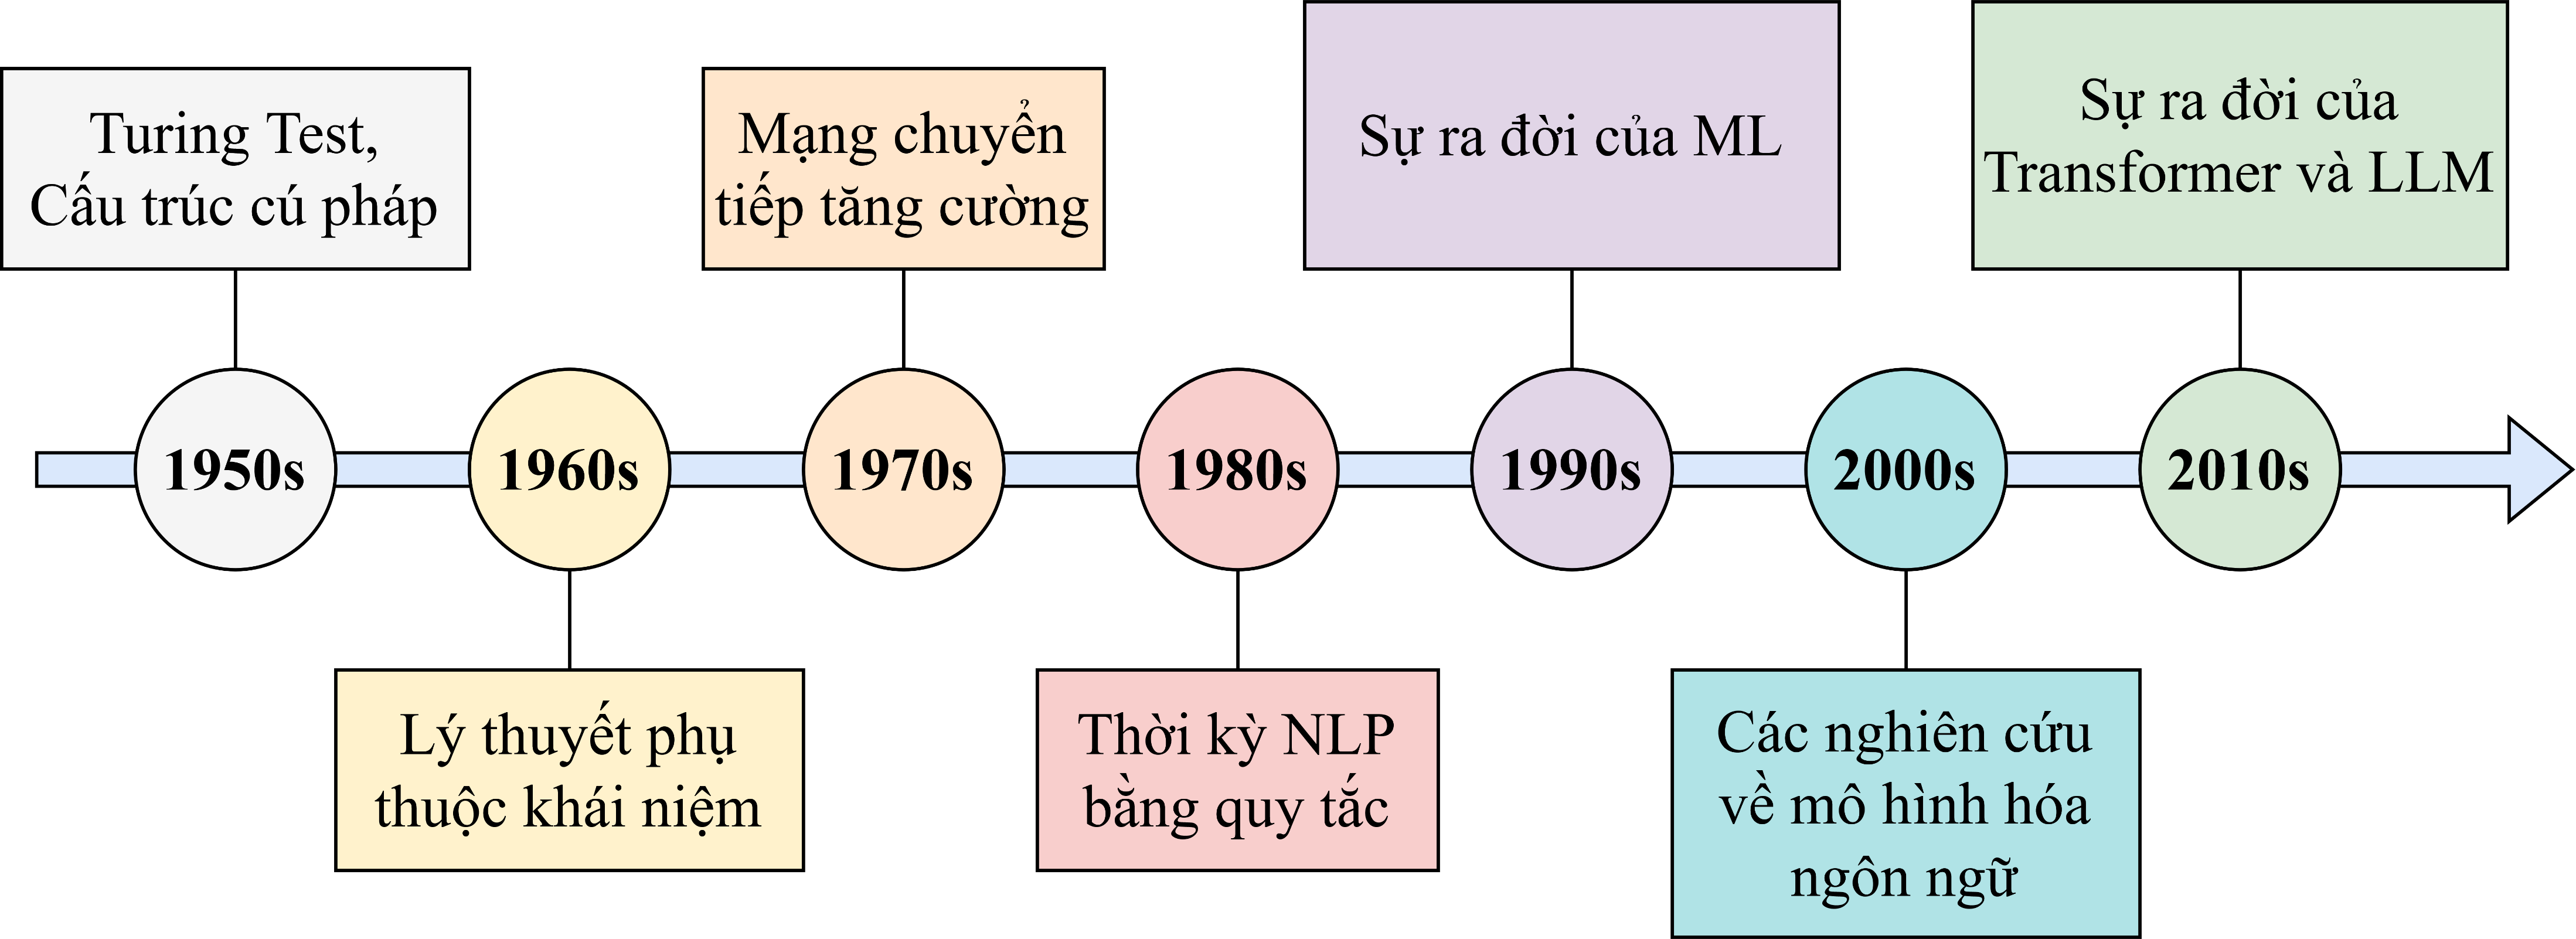 Turing Test,
Cấu trúc cú pháp
Mạng chuyển
tiếp tăng cường
Sự ra đời của ML
Sự ra đời của
Transformer và LLM
1950s
1960s
1970s
1980s
1990s
2000s
2010s
Lý thuyết phụ
thuộc khái niệm
Thời kỳ NLP
bằng quy tắc
Các nghiên cứu
về mô hình hóa
ngôn ngữ